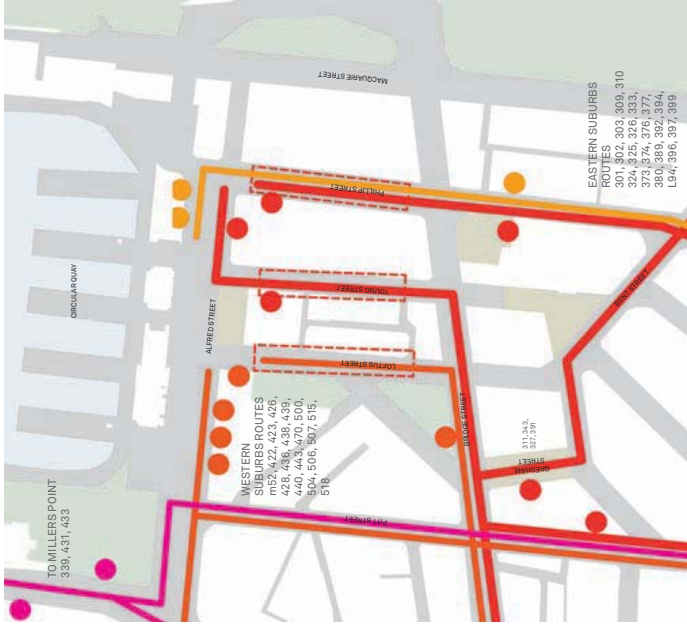 MACQUARIE STREET
CIRCULAR QUAY
PHILLIP STREET
EASTERN SUBURBS
ROUTES
301, 302, 303, 309, 310
324, 325, 326, 333,
373, 374, 376, 377,
380, 389, 392, 394,
L94, 396, 397, 399
ALFRED STREET
YOUNG STREET
BENT STREET
LOFTUS STREET
WESTERN
SUBURBS ROUTES
m52, 422, 423, 426,
428, 436, 438, 439,
440, 443, 470, 500,
504, 506, 507, 515,
518
BRIDGE STREET
311, 343,
327, 391
GRESHAM
STREET
TO MILLERS POINT
339, 431, 433
PITT STREET